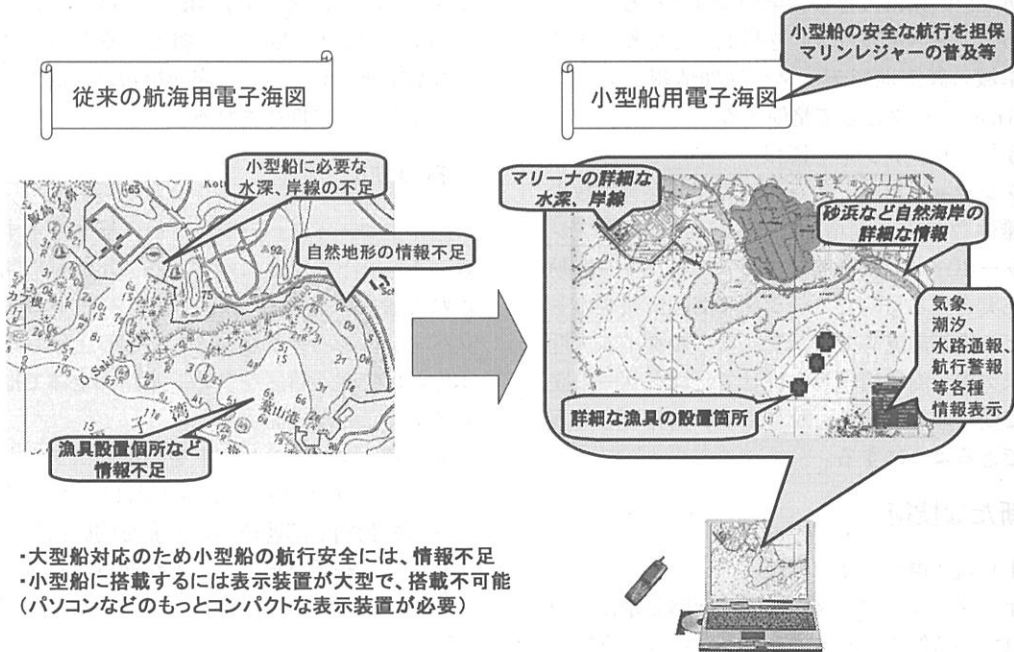 小型船の安全な航行を担保
マリンレジャーの普及等
従来の航海用電子海図
小型船用電子海図
小型船に必要な
水深、岸線の不足
自然地形の情報不足
漁具設置個所など
情報不足
マリーナの詳細な
水深、岸線
砂浜など自然海岸の
詳細な情報
気象、
潮汐、
水路通報、
航行警報
等各種
情報表示
詳細な漁具の設置箇所
葉山港
・大型船対応のため小型船の航行安全には、情報不足
・小型船に搭載するには表示装置が大型で、搭載不可能
(パソコンなどのもっとコンパクトな表示装置が必要)